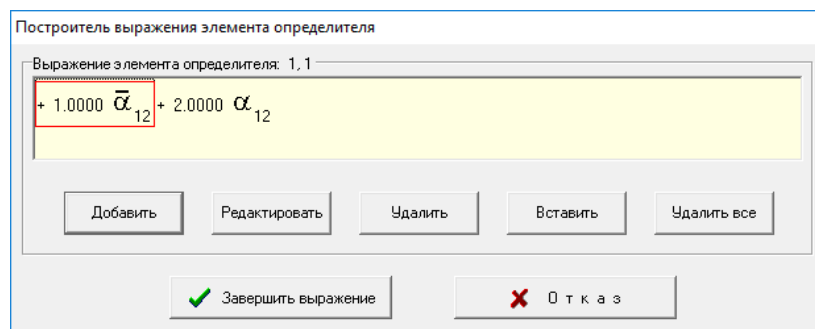 Построитель выражения элемента определителя
Выражение элемента определителя: 1,1
+ 1.0000 ᾱ₁₂ + 2.0000 α₁₂
Добавить Редактировать Удалить Вставить Удалить все
Завершить выражение О т к а з